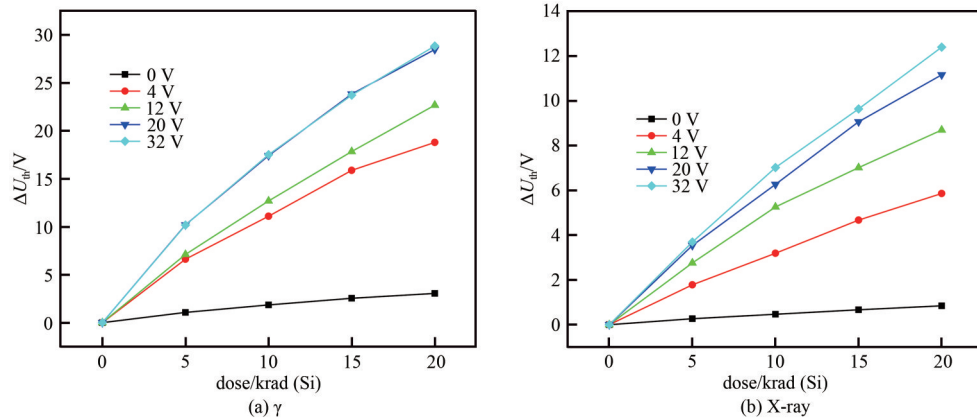 30
25
20
15
10
5
0
ΔU_th/V
0 V
4 V
12 V
20 V
32 V
0 5 10 15 20
dose/krad (Si)
(a) γ
14
12
10
8
6
4
2
0
ΔU_th/V
0 V
4 V
12 V
20 V
32 V
0 5 10 15 20
dose/krad (Si)
(b) X-ray